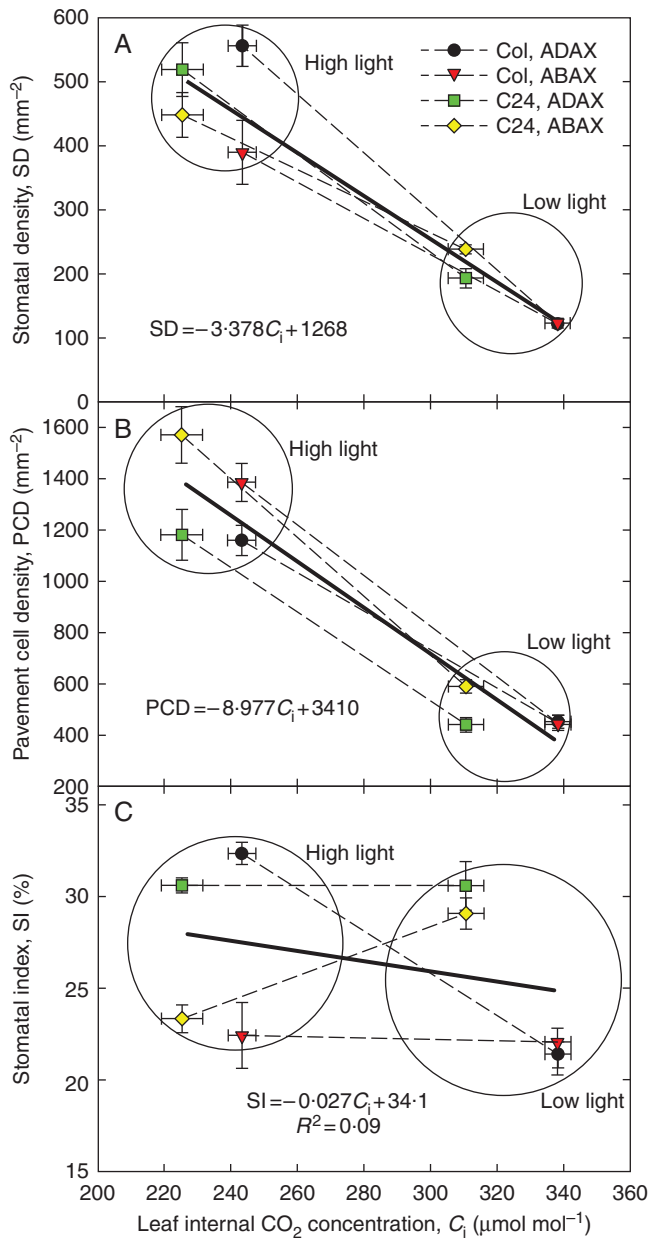 600
A
High light
Col, ADAX
Col, ABAX
C24, ADAX
C24, ABAX
500
400
300
200
100
0
Stomatal density, SD (mm⁻²)
Low light
SD=−3·378Cᵢ+1268
B
High light
1600
1400
1200
1000
800
600
400
200
Pavement cell density, PCD (mm⁻²)
Low light
PCD=−8·977Cᵢ+3410
35
C
High light
30
25
20
15
Stomatal index, SI (%)
SI=−0·027Cᵢ+34·1
R²=0·09
Low light
200 220 240 260 280 300 320 340 360
Leaf internal CO₂ concentration, Cᵢ (μmol mol⁻¹)